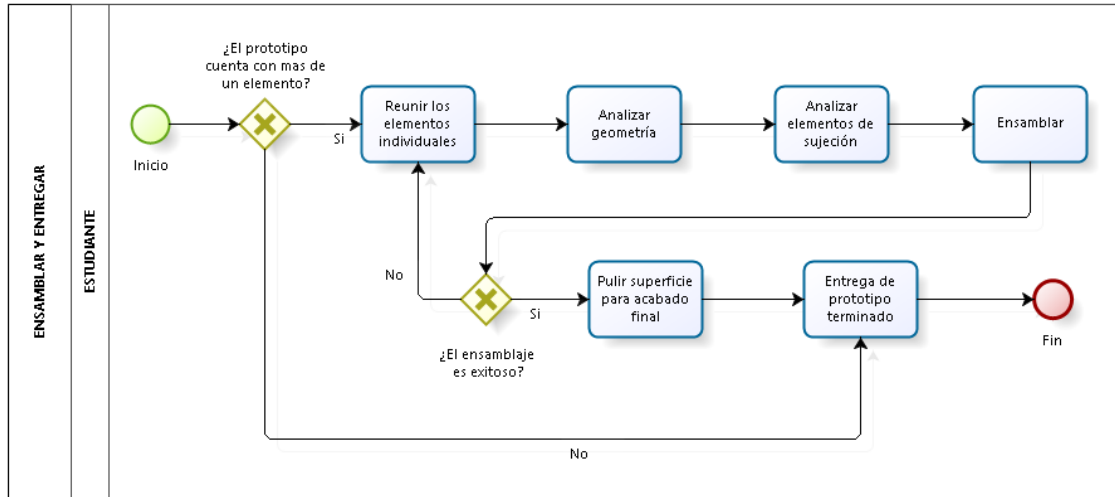 ENSAMBLAR Y ENTREGAR
ESTUDIANTE
Inicio
¿El prototipo
cuenta con mas de
un elemento?
Si
Reunir los
elementos
individuales
Analizar
geometría
Analizar
elementos de
sujeción
Ensamblar
No
¿El ensamblaje
es exitoso?
Si
Pulir superficie
para acabado
final
Entrega de
prototipo
terminado
Fin
No